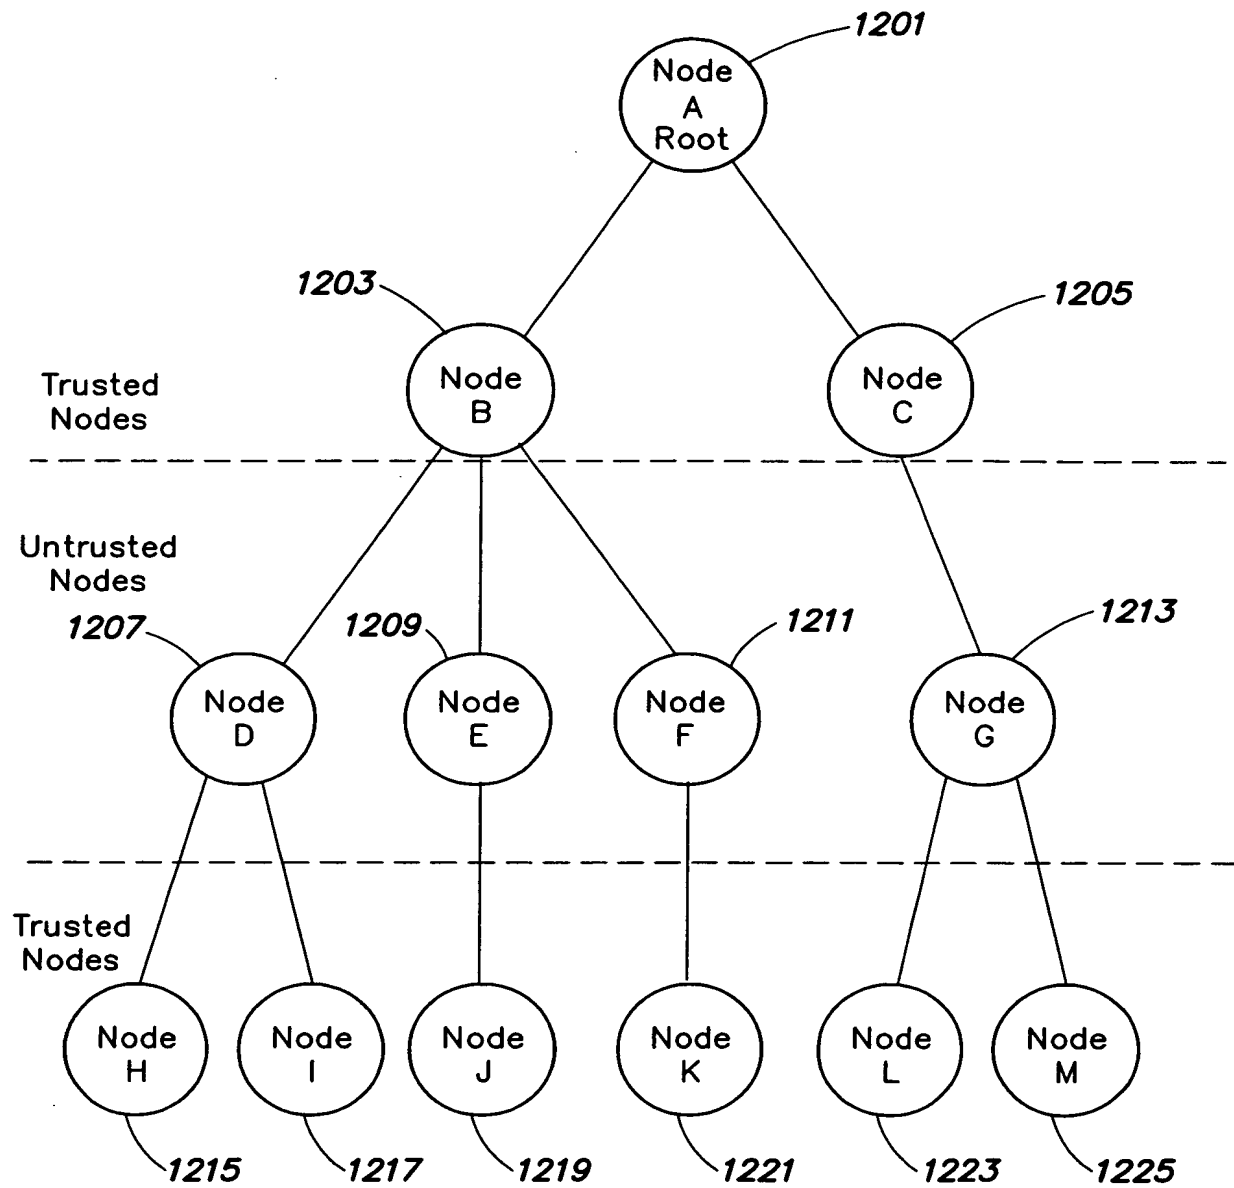 1201
Node
A
Root
1203
1205
Node
B
Node
C
Trusted
Nodes
Untrusted
Nodes
1207
1209
1211
1213
Node
D
Node
E
Node
F
Node
G
Trusted
Nodes
Node
H
Node
I
Node
J
Node
K
Node
L
Node
M
1215
1217
1219
1221
1223
1225